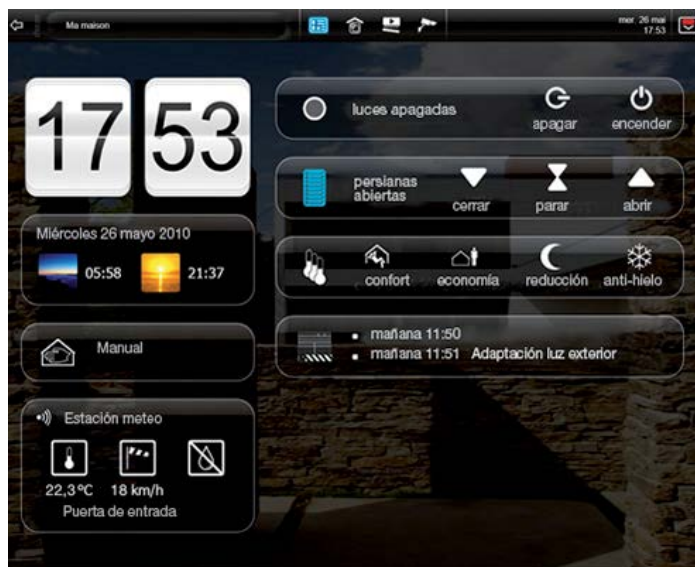 Ma maison
mer. 26 mai
17:53
17 53
luces apagadas
apagar
encender
persianas
abiertas
cerrar
parar
abrir
Miércoles 26 mayo 2010
05:58
21:37
confort
economía
reducción
anti-hielo
Manual
mañana 11:50
mañana 11:51 Adaptación luz exterior
Estación meteo
22,3ºC
18 km/h
Puerta de entrada